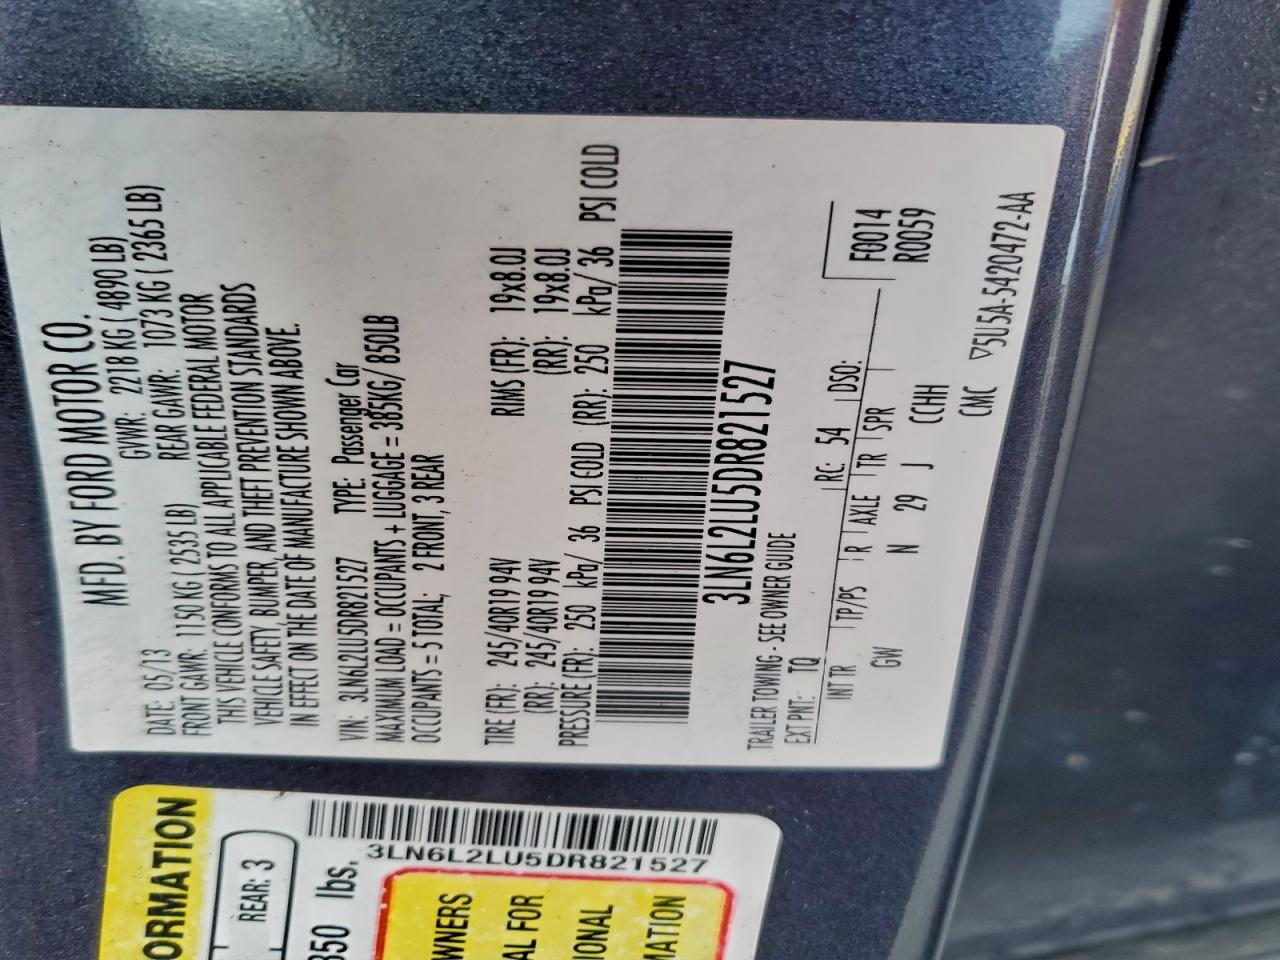 MFD. BY FORD MOTOR CO.
DATE: 05/13 GVWR: 2218 KG ( 4890 LB)
FRONT GAWR: 1150 KG ( 2535 LB) REAR GAWR: 1073 KG ( 2365 LB)
THIS VEHICLE CONFORMS TO ALL APPLICABLE FEDERAL MOTOR
VEHICLE SAFETY, BUMPER, AND THEFT PREVENTION STANDARDS
IN EFFECT ON THE DATE OF MANUFACTURE SHOWN ABOVE.
VIN: 3LN6L2LU5DR821527 TYPE: Passenger Car
MAXIMUM LOAD = OCCUPANTS + LUGGAGE = 385KG/ 850LB
OCCUPANTS = 5 TOTAL; 2 FRONT, 3 REAR
TIRE (FR): 245/40R19 94V RIMS (FR): 19x8.0J
(RR): 245/40R19 94V (RR): 19x8.0J
PRESSURE (FR): 250 kPa/ 36 PSI COLD (RR): 250 kPa/ 36 PSI COLD
3LN6L2LU5DR821527
TRAILER TOWING - SEE OWNER GUIDE
EXT PNT: TQ RC: 54 DSO: F0014
R0059
INT TR TP/PS R AXLE TR SPR
GW N 29 J CCHH
CMC ▽5U5A-5420472-AA
ORMATION
REAR: 3
350 lbs.
3LN6L2LU5DR821527
WNERS
AL FOR
IONAL
MATION